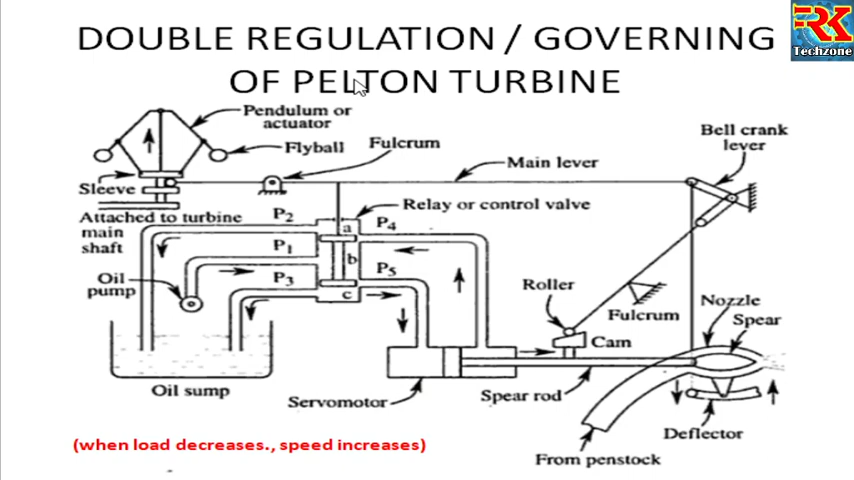 DOUBLE REGULATION / GOVERNING
OF PELTON TURBINE
RK
Techzone
Pendulum or
actuator
Flyball
Fulcrum
Main lever
Bell crank
lever
Sleeve
Attached to turbine
main
shaft
P2
Relay or control valve
P4
a
P1
b
P5
P3
c
Oil
pump
Roller
Fulcrum
Nozzle
Spear
Cam
Oil sump
Servomotor
Spear rod
Deflector
From penstock
(when load decreases., speed increases)